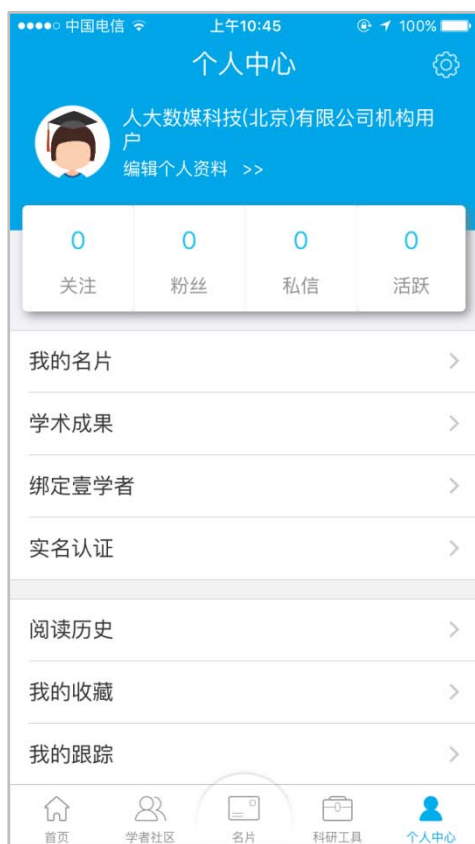 中国电信 上午10:45 100%
个人中心
人大数媒科技(北京)有限公司机构用
户
编辑个人资料 >>
0 0 0 0
关注 粉丝 私信 活跃
我的名片
学术成果
绑定壹学者
实名认证
阅读历史
我的收藏
我的跟踪
首页 学者社区 名片 科研工具 个人中心